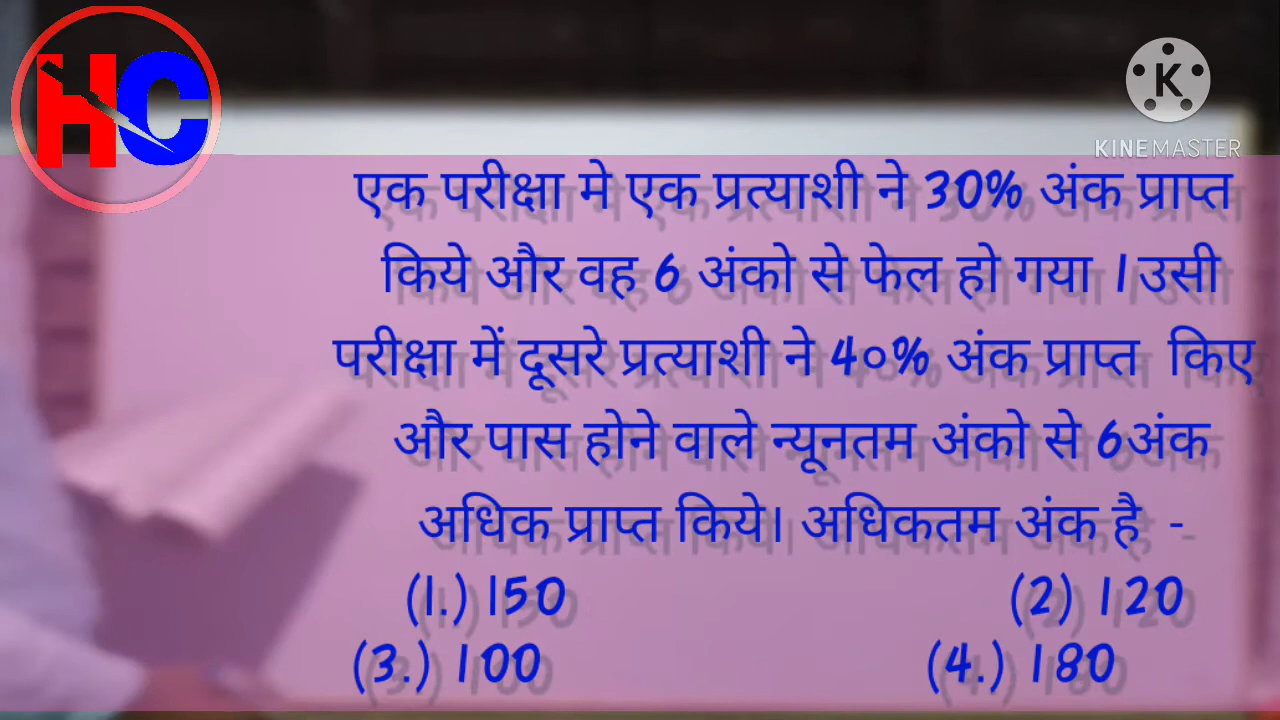 HC
KINEMASTER
एक परीक्षा मे एक प्रत्याशी ने 30% अंक प्राप्त
किये और वह 6 अंको से फेल हो गया । उसी
परीक्षा में दूसरे प्रत्याशी ने 4०% अंक प्राप्त किए
और पास होने वाले न्यूनतम अंको से 6अंक
अधिक प्राप्त किये। अधिकतम अंक है -
(1.) 150 (2) 120
(3.) 100 (4.) 180